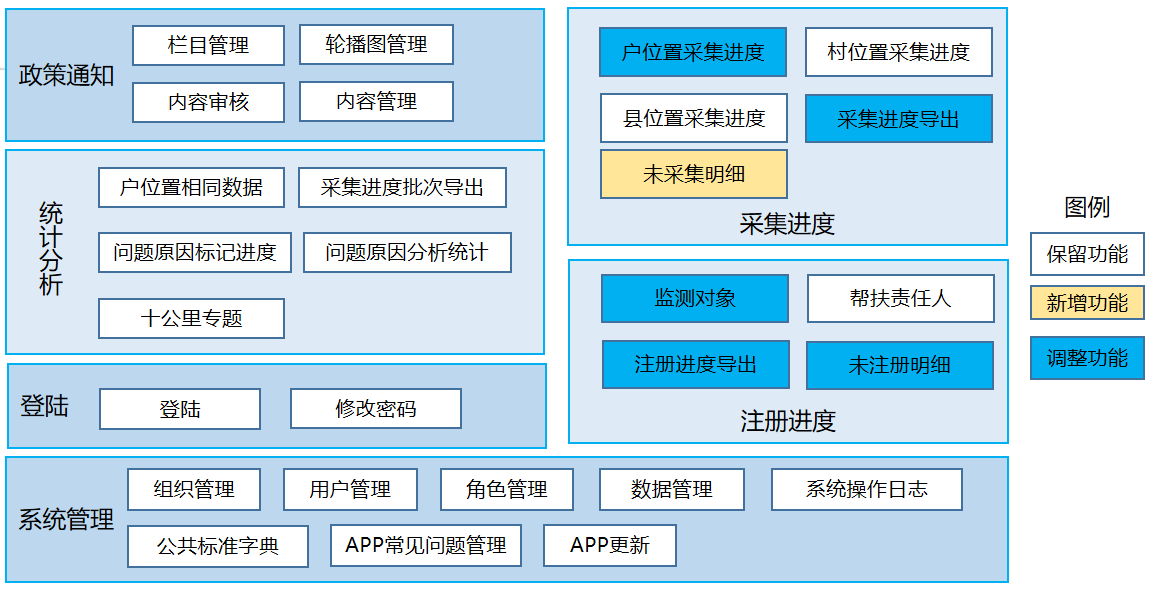 政策通知
栏目管理
轮播图管理
内容审核
内容管理
统计分析
户位置相同数据
采集进度批次导出
问题原因标记进度
问题原因分析统计
十公里专题
登陆
登陆
修改密码
系统管理
组织管理
用户管理
角色管理
数据管理
系统操作日志
公共标准字典
APP常见问题管理
APP更新
户位置采集进度
村位置采集进度
县位置采集进度
采集进度导出
未采集明细
采集进度
监测对象
帮扶责任人
注册进度导出
未注册明细
注册进度
图例
保留功能
新增功能
调整功能